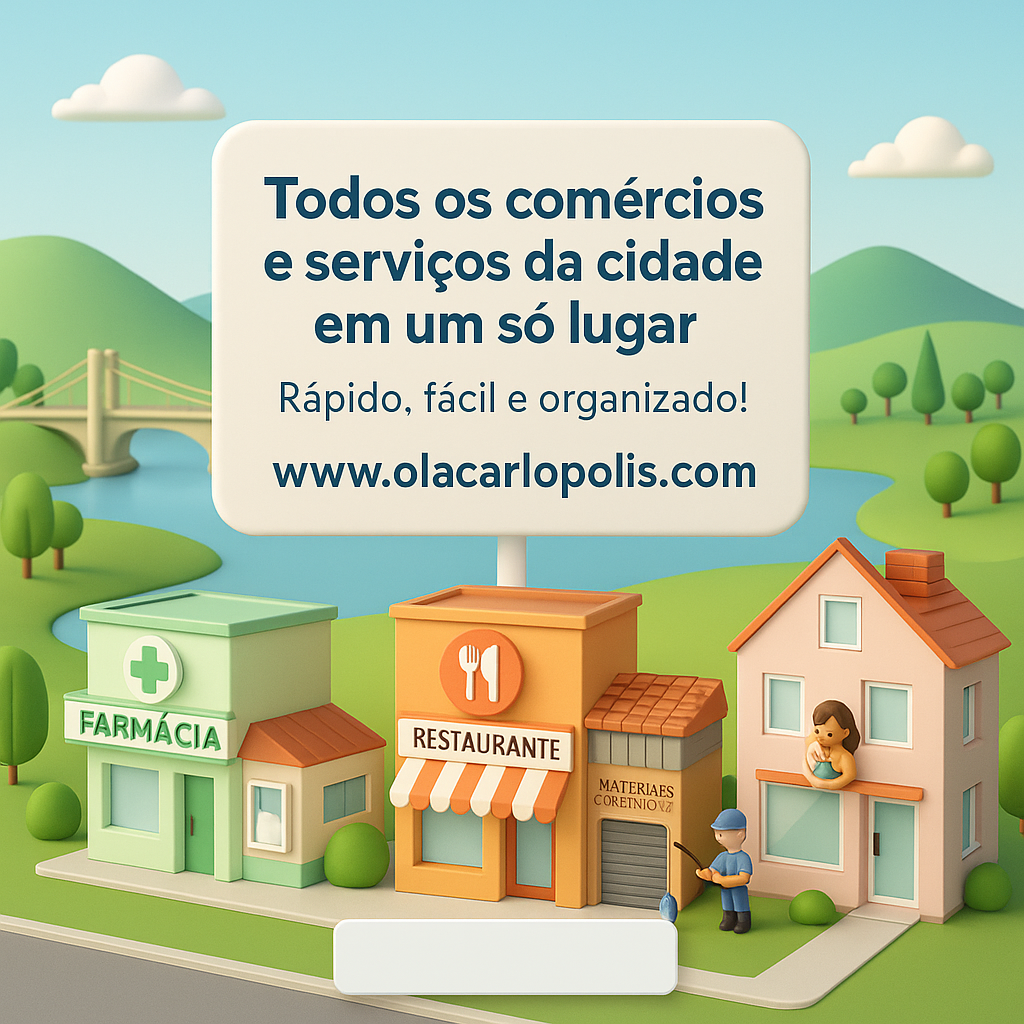 Todos os comércios
e serviços da cidade
em um só lugar
Rápido, fácil e organizado!
www.olacarlopolis.com
FARMÁCIA
RESTAURANTE
MATERIAES